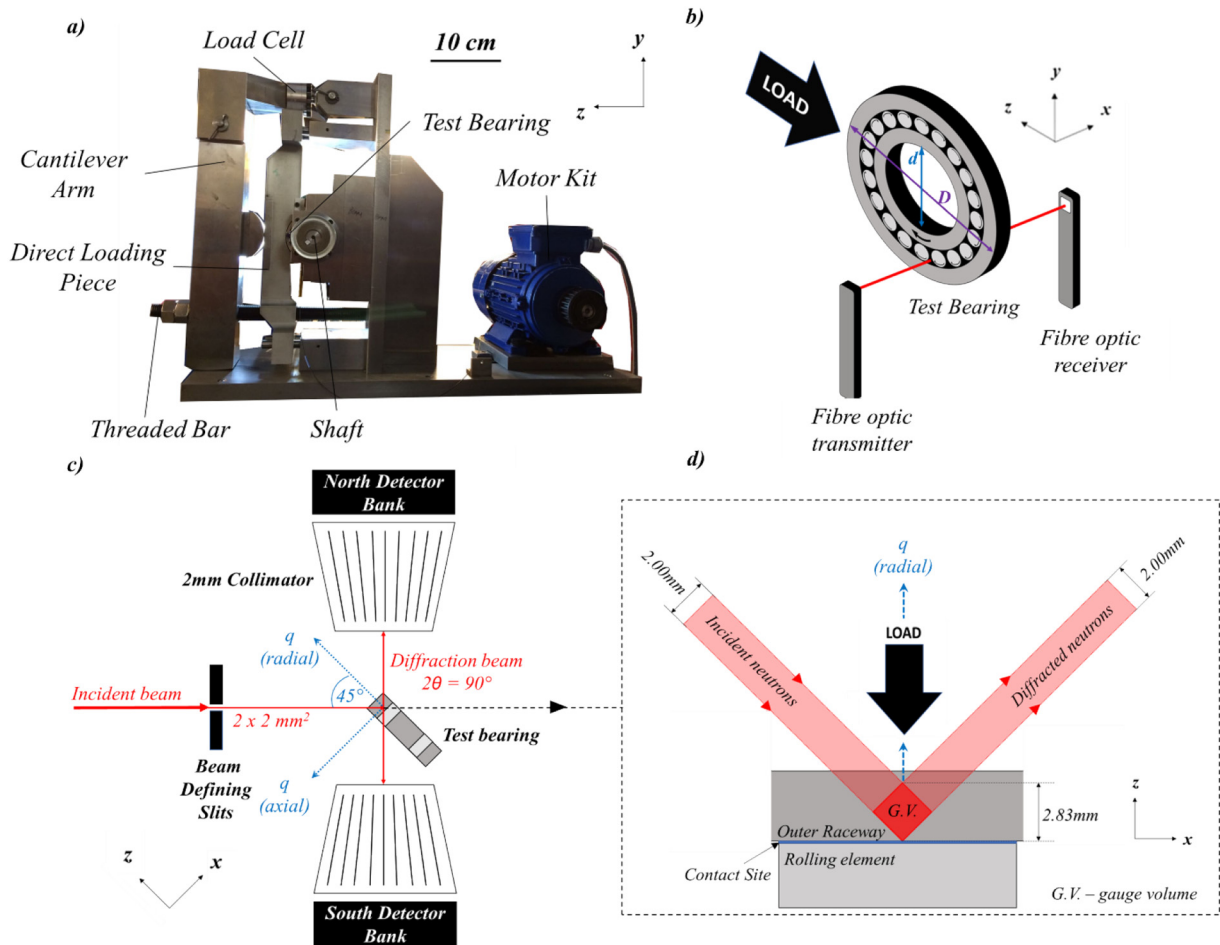 a)
Load Cell
10 cm
y
z
Test Bearing
Cantilever
Arm
Motor Kit
Direct Loading
Piece
Threaded Bar
Shaft
b)
LOAD
y
z
x
d
D
Test Bearing
Fibre optic
receiver
Fibre optic
transmitter
c)
North Detector
Bank
2mm Collimator
q
(radial)
Diffraction beam
2θ = 90°
Incident beam
45°
2 x 2 mm²
Test bearing
Beam
Defining
Slits
q
(axial)
z
x
South Detector
Bank
d)
q
(radial)
2.00mm
2.00mm
LOAD
Incident neutrons
Diffracted neutrons
G.V.
2.83mm
z
x
Outer Raceway
Rolling element
Contact Site
G.V. – gauge volume